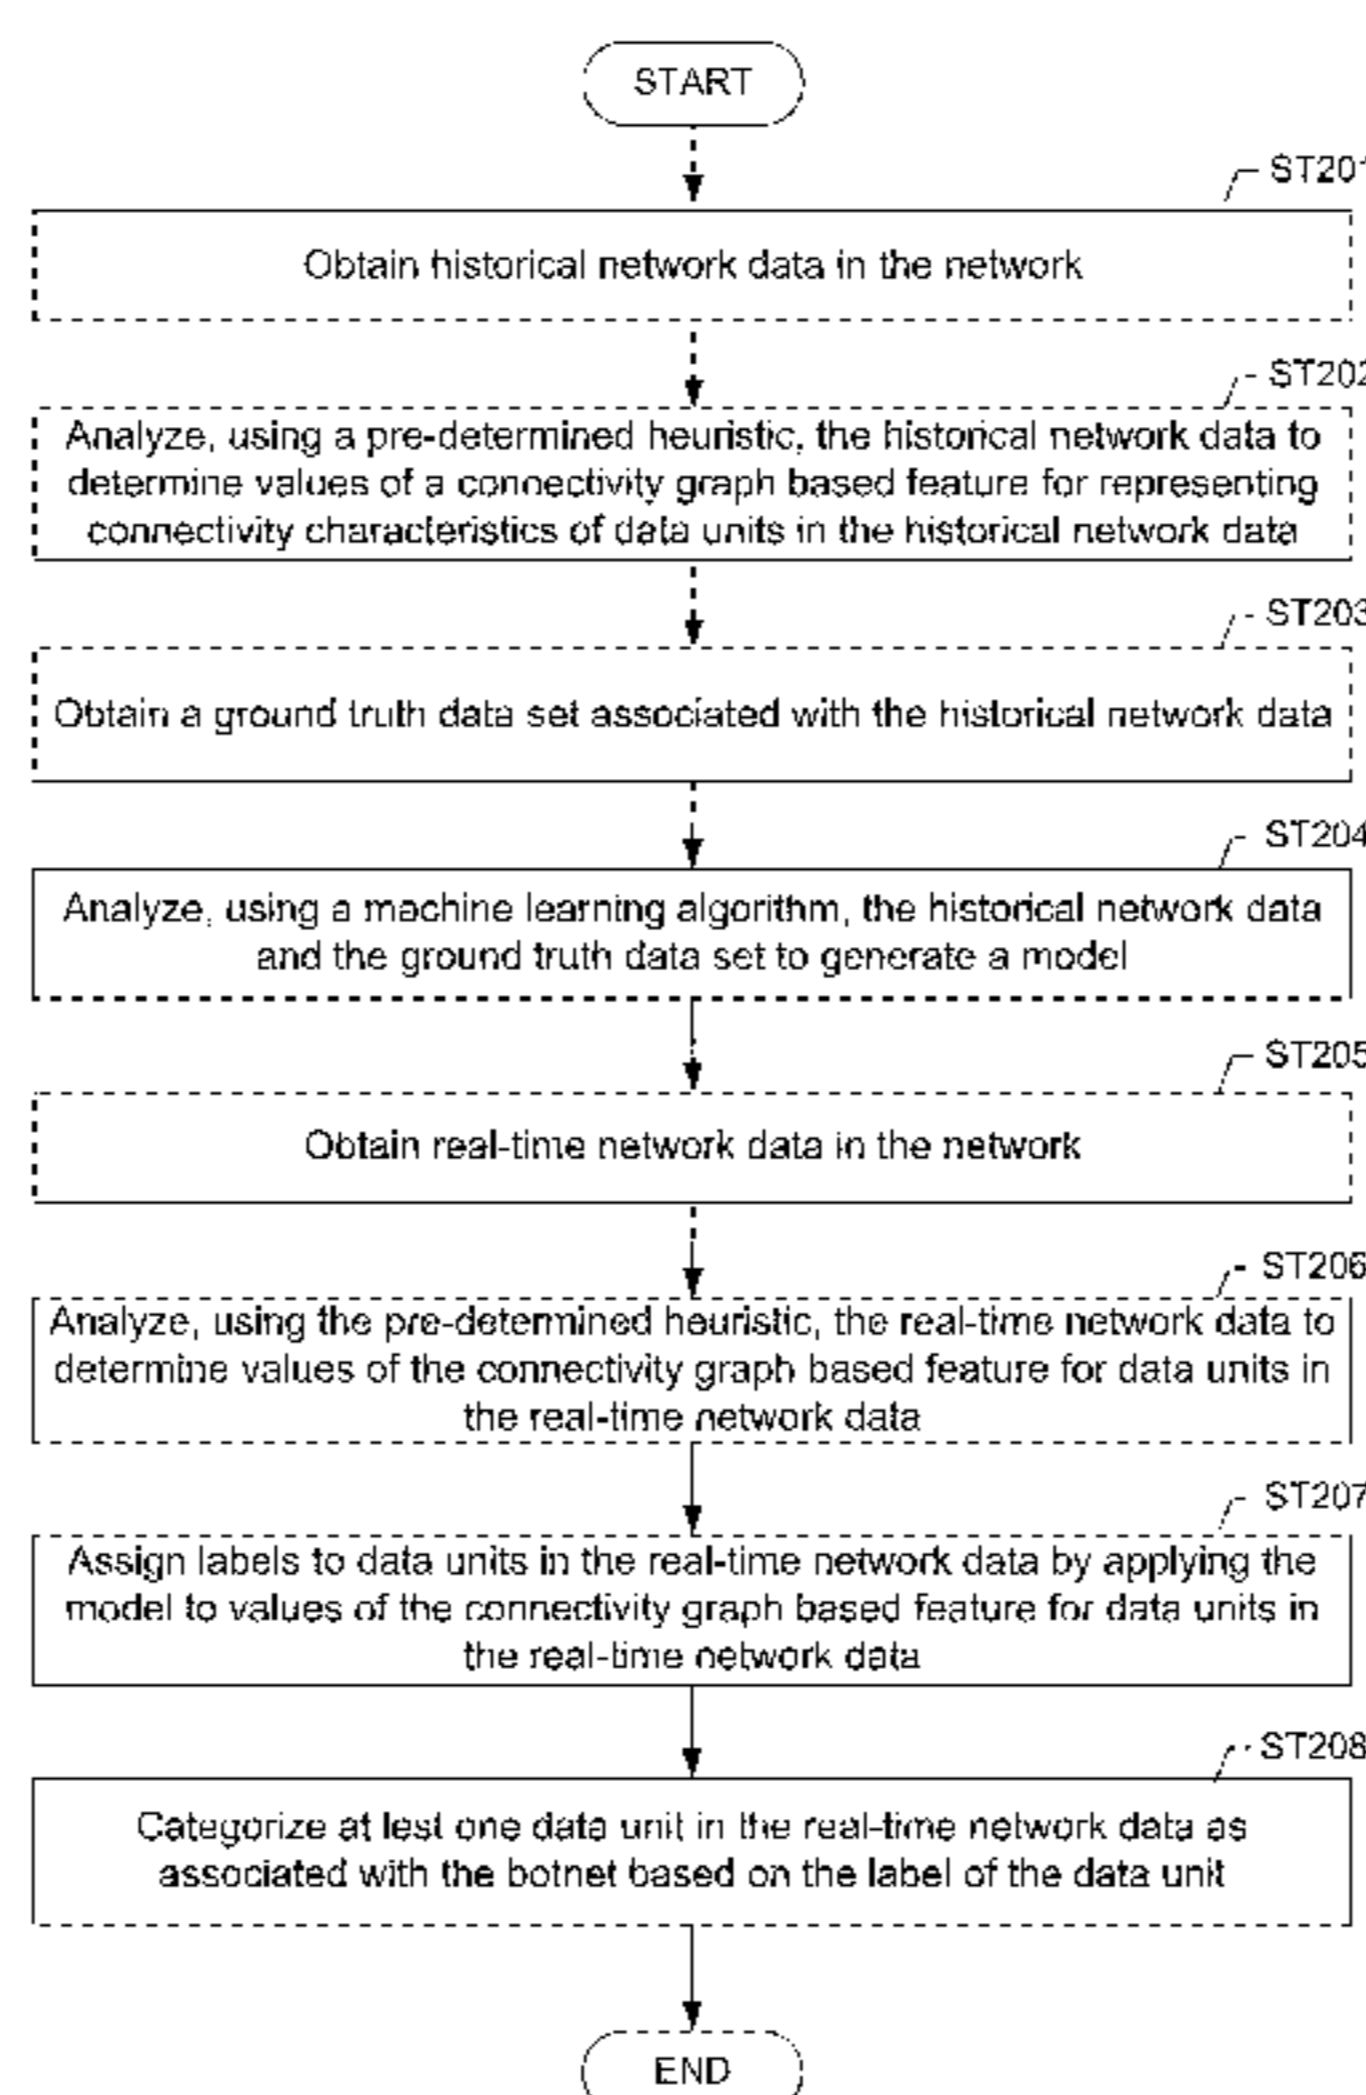 START
ST201
Obtain historical network data in the network
ST202
Analyze, using a pre-determined heuristic, the historical network data to
determine values of a connectivity graph based feature for representing
connectivity characteristics of data units in the historical network data
ST203
Obtain a ground truth data set associated with the historical network data
ST204
Analyze, using a machine learning algorithm, the historical network data
and the ground truth data set to generate a model
ST205
Obtain real-time network data in the network
ST206
Analyze, using the pre-determined heuristic, the real-time network data to
determine values of the connectivity graph based feature for data units in
the real-time network data
ST207
Assign labels to data units in the real-time network data by applying the
model to values of the connectivity graph based feature for data units in
the real-time network data
ST208
Categorize at lest one data unit in the real-time network data as
associated with the botnet based on the label of the data unit
END